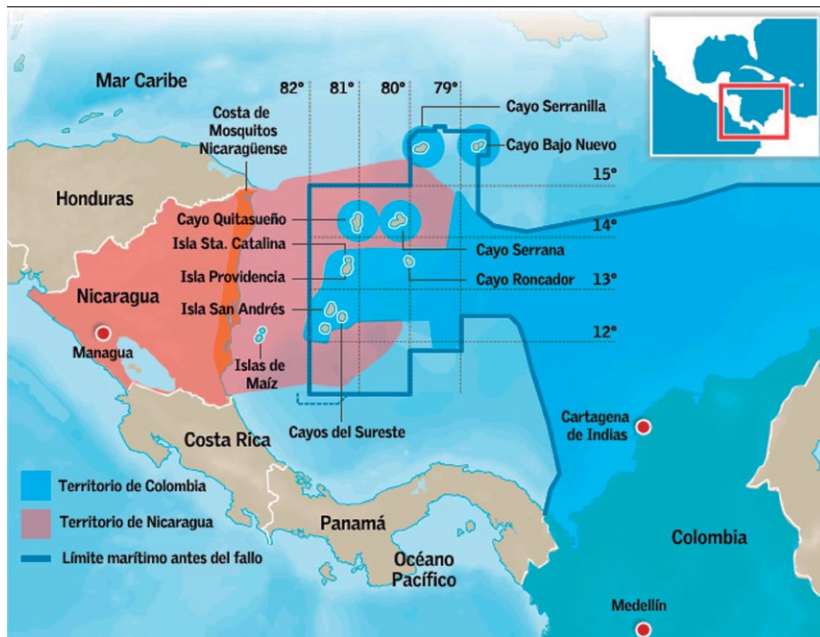 Mar Caribe
82°
81°
80°
79°
Costa de
Mosquitos
Nicaragüense
Cayo Serranilla
Cayo Bajo Nuevo
15°
Honduras
Cayo Quitasueño
14°
Isla Sta. Catalina
Cayo Serrana
Isla Providencia
Cayo Roncador
13°
Nicaragua
Isla San Andrés
12°
Managua
Islas de
Maíz
Cayos del Sureste
Costa Rica
Cartagena
de Indias
Territorio de Colombia
Territorio de Nicaragua
Límite marítimo antes del fallo
Panamá
Océano
Pacífico
Colombia
Medellín